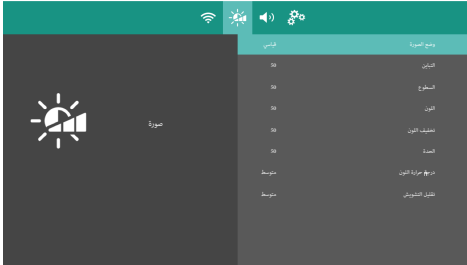 وضع الصورة قياسي
التباين 50
السطوع 50
اللون 50
تخفيف اللون 50
الحدة 50
درجة حرارة اللون متوسط
تقليل التشويش متوسط
صورة